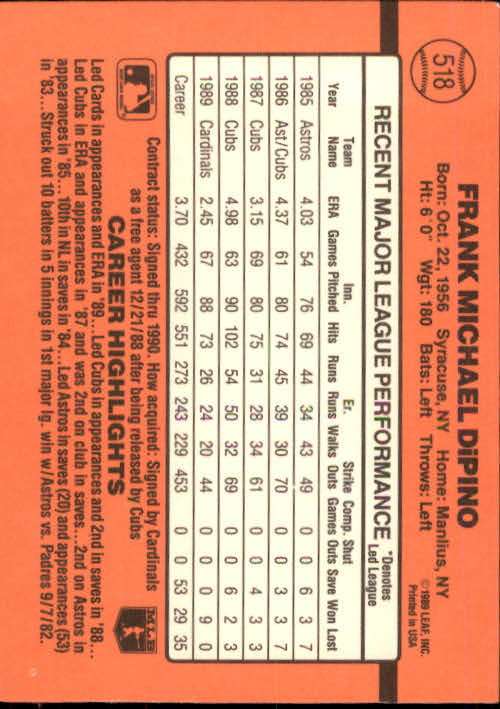 518
FRANK MICHAEL DiPINO
Born: Oct. 22, 1956 Syracuse, NY Home: Manlius, NY
Ht: 6'0" Wgt: 180 Bats: Left Throws: Left
© 1989 LEAF, INC.
Printed in USA
RECENT MAJOR LEAGUE PERFORMANCE
*Denotes
Led League
Team Inn. Er. Strike Comp. Shut
Year Name ERA Games Pitched Hits Runs Runs Walks Outs Games Outs Save Won Lost
1985 Astros 4.03 54 76 69 44 34 43 49 0 0 6 3 7
1986 Ast/Cubs 4.37 61 80 74 45 39 30 70 0 0 3 3 7
1987 Cubs 3.15 69 80 75 31 28 34 61 0 0 4 3 3
1988 Cubs 4.98 63 90 102 54 50 32 69 0 0 6 2 3
1989 Cardinals 2.45 67 88 73 26 24 20 44 0 0 0 9 0
Career 3.70 432 592 551 273 243 229 453 0 0 53 29 35
Contract status: Signed thru 1990. How acquired: Signed by Cardinals
as a free agent 12/21/88 after being released by Cubs
MLB
CAREER HIGHLIGHTS
Led Cards in appearances and ERA in '89...Led Cubs in appearances and 2nd in saves in '88...
Led Cubs in ERA and appearances in '87 and was 2nd on club in saves...2nd on Astros in
appearances in '85...10th in NL in saves in '84...Led Astros in saves (20) and appearances (53)
in '83...Struck out 10 batters in 5 innings in 1st major lg. win w/Astros vs. Padres 9/7/82.